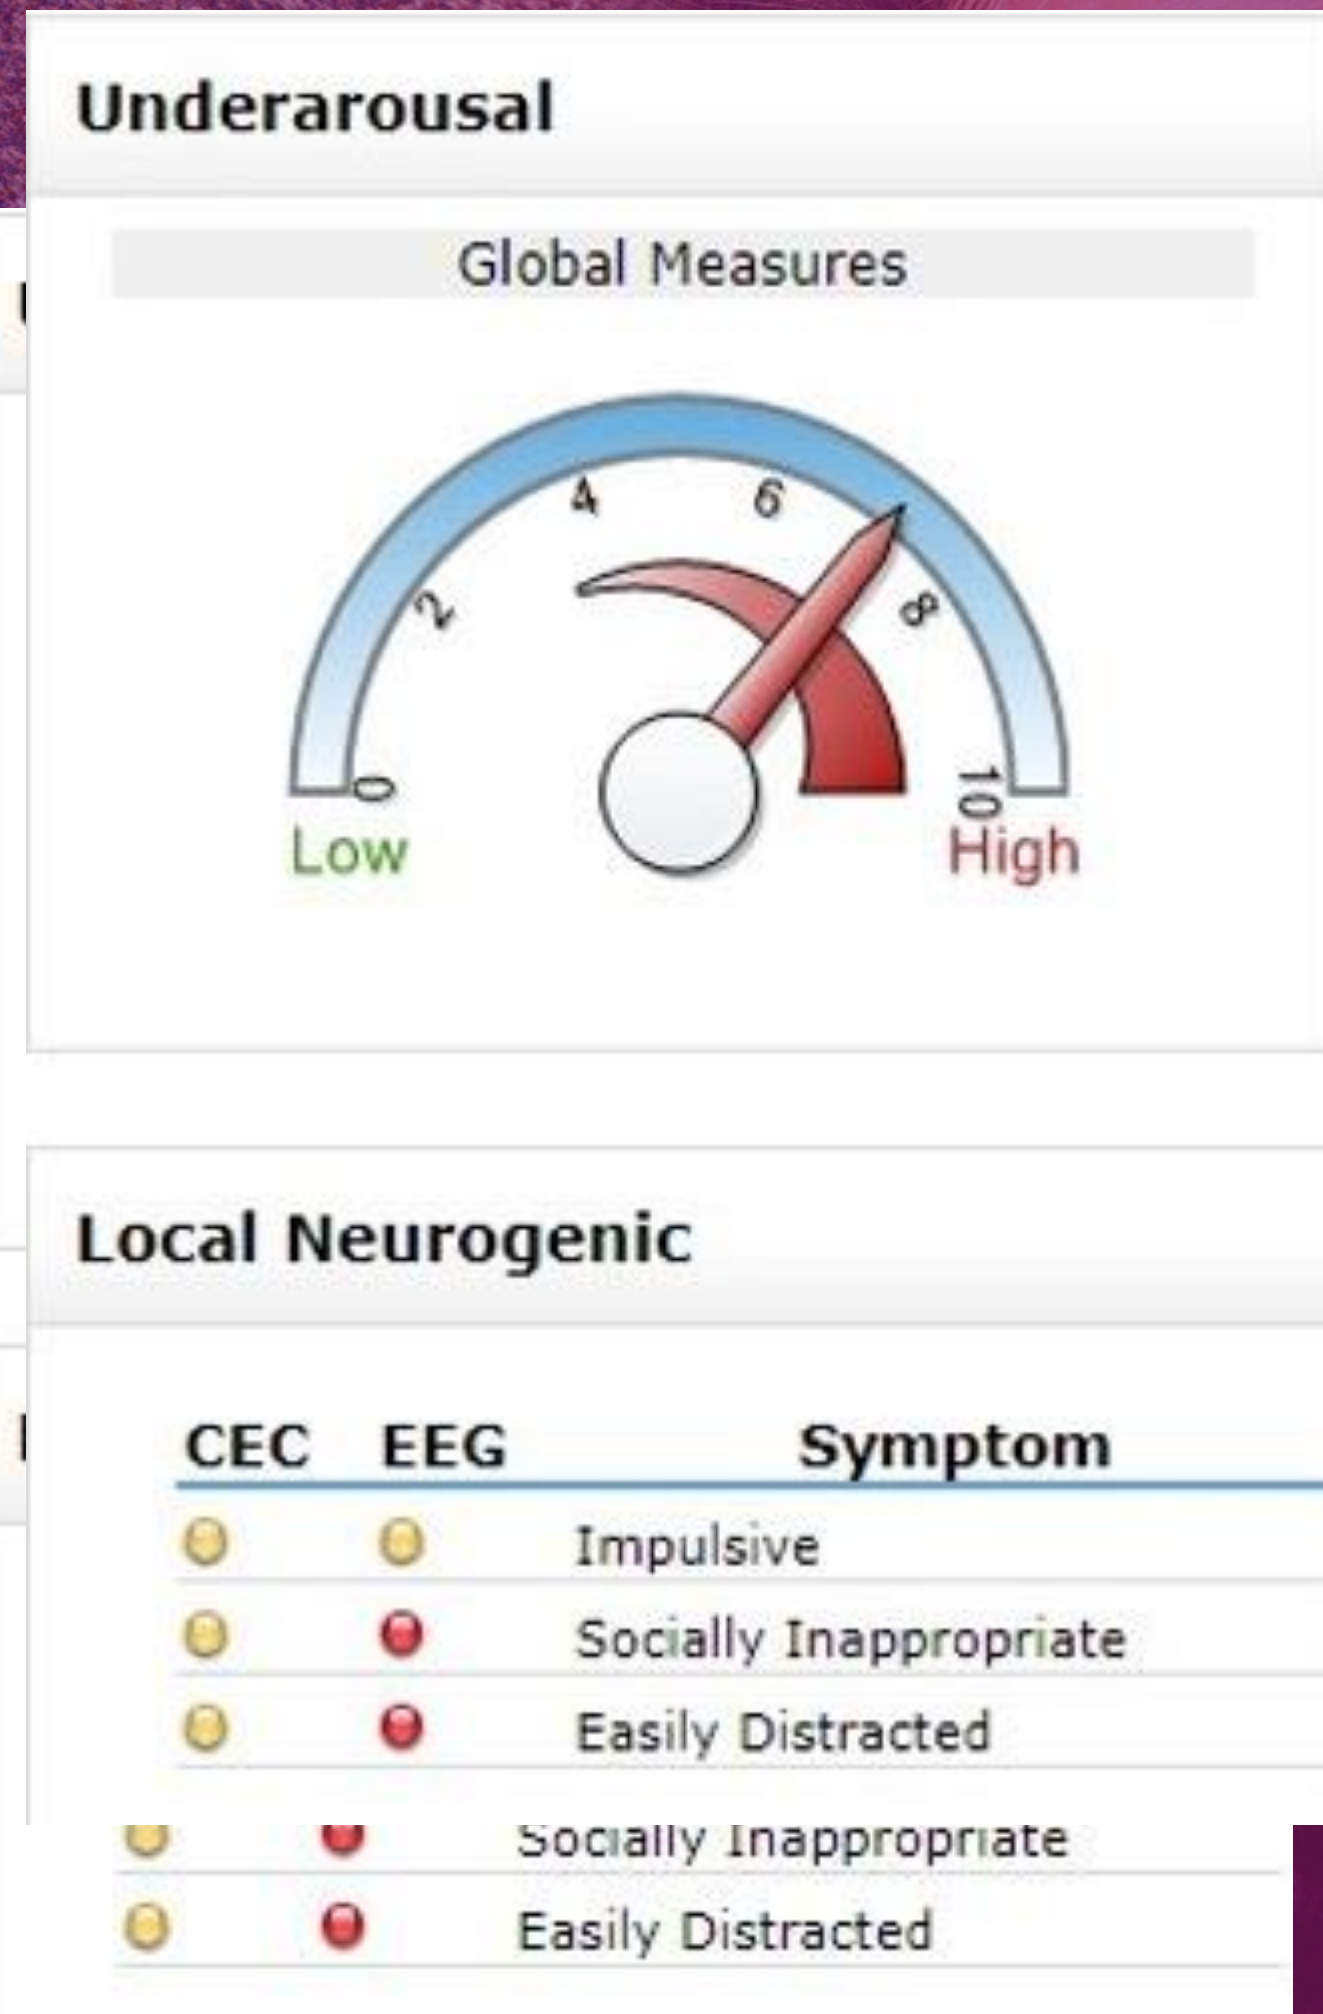 Underarousal
Global Measures
0 2 4 6 8 10
Low High
Local Neurogenic
CEC EEG Symptom
Impulsive
Socially Inappropriate
Easily Distracted
Socially Inappropriate
Easily Distracted